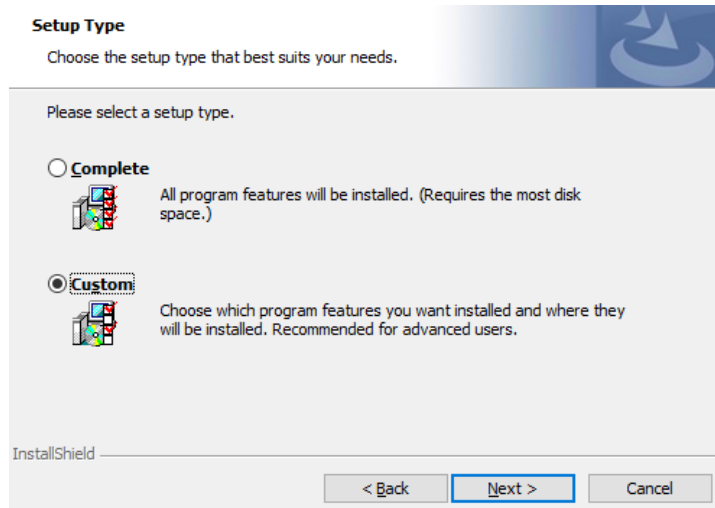 Setup Type
Choose the setup type that best suits your needs.
Please select a setup type.
Complete
All program features will be installed. (Requires the most disk
space.)
Custom
Choose which program features you want installed and where they
will be installed. Recommended for advanced users.
InstallShield
< Back
Next >
Cancel